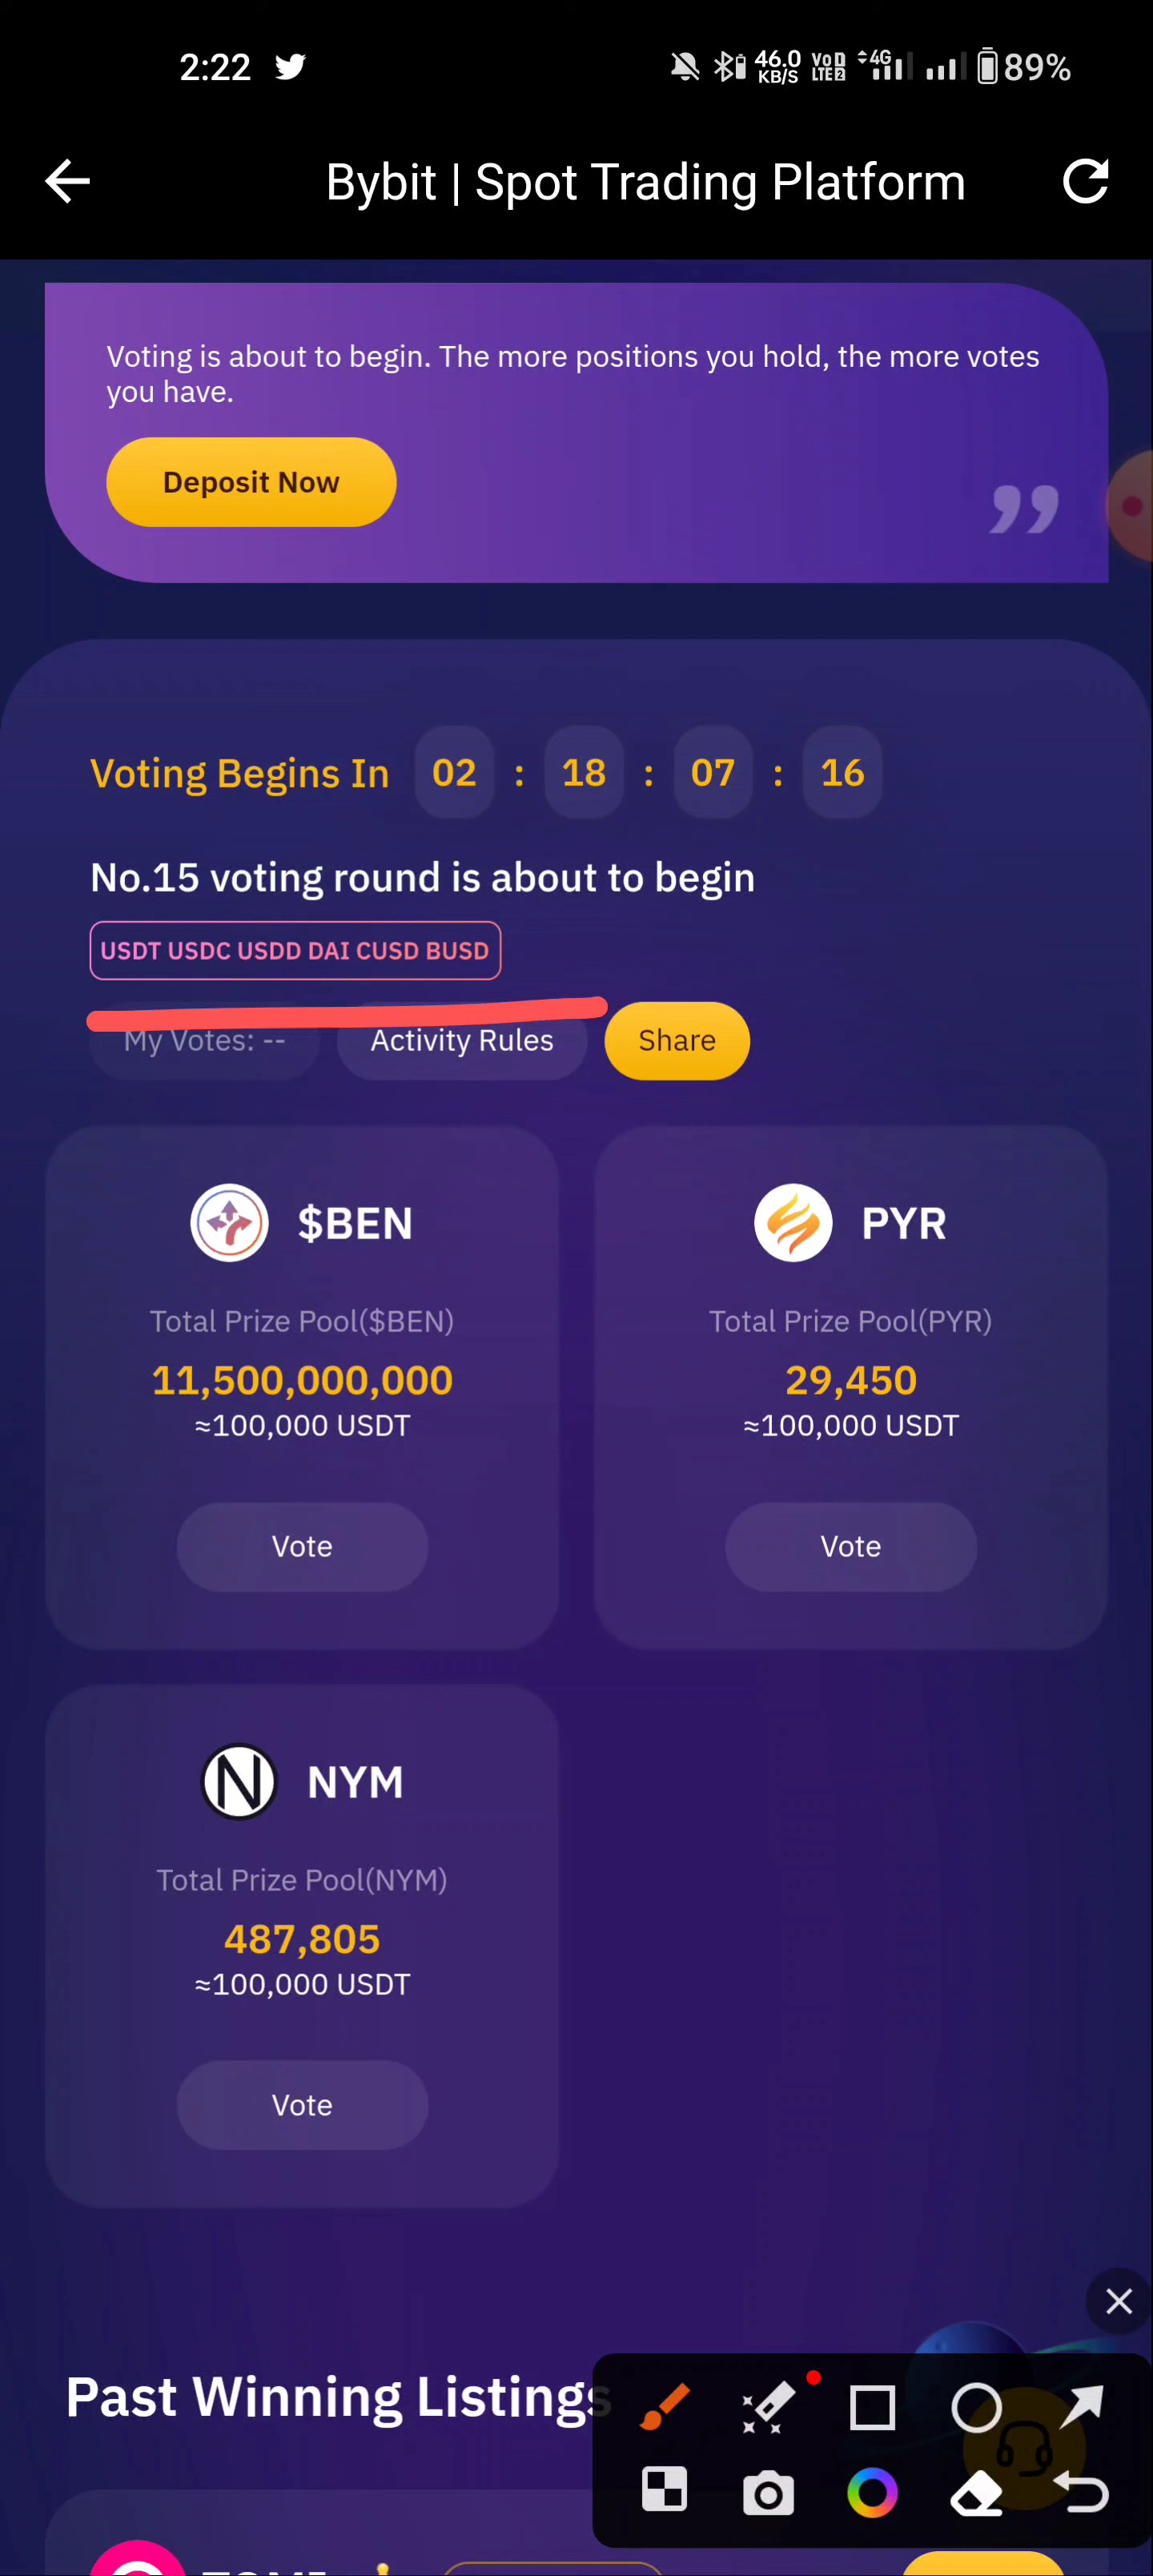 2:22
46.0
KB/S
VoD
LTE2
4G
89%
Bybit | Spot Trading Platform
Voting is about to begin. The more positions you hold, the more votes
you have.
Deposit Now
Voting Begins In 02 : 18 : 07 : 16
No.15 voting round is about to begin
USDT USDC USDD DAI CUSD BUSD
My Votes: -- Activity Rules Share
$BEN
Total Prize Pool($BEN)
11,500,000,000
≈100,000 USDT
Vote
PYR
Total Prize Pool(PYR)
29,450
≈100,000 USDT
Vote
NYM
Total Prize Pool(NYM)
487,805
≈100,000 USDT
Vote
Past Winning Listings